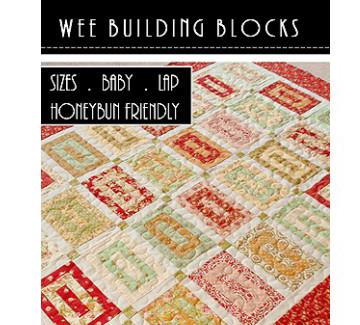 WEE BUILDING BLOCKS
SIZES . BABY . LAP
HONEYBUN FRIENDLY